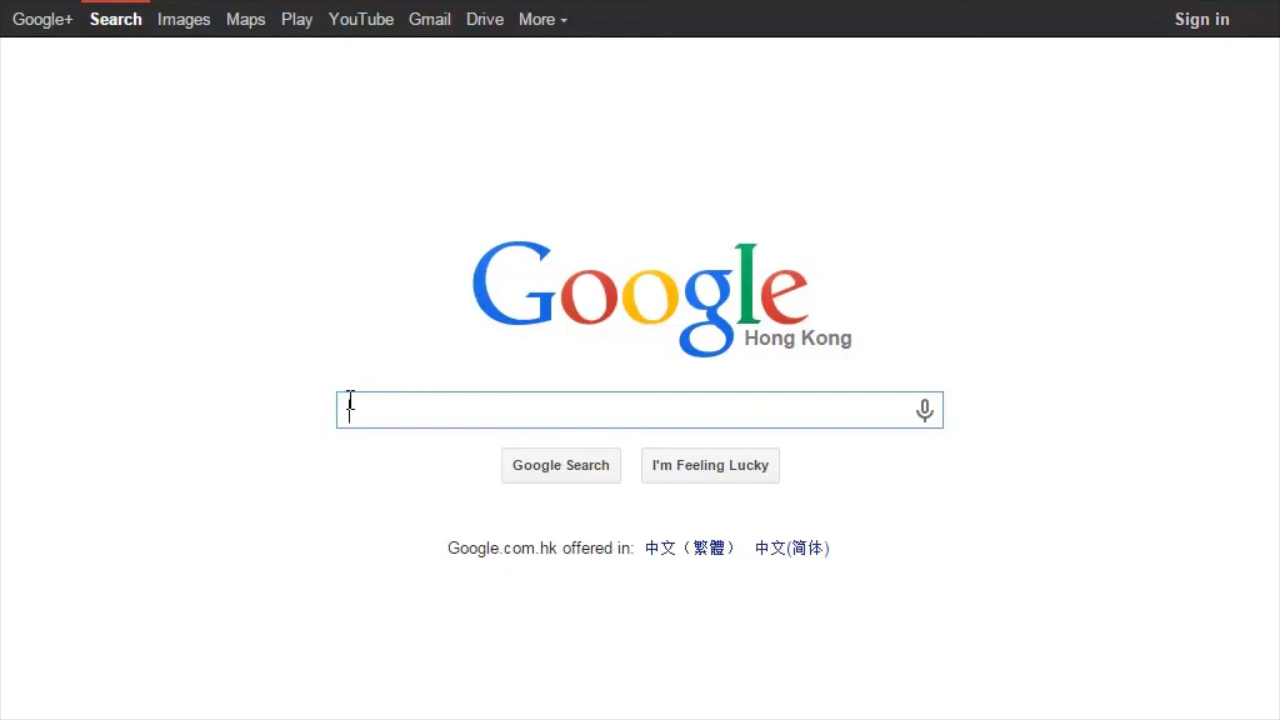 Google+ Search Images Maps Play YouTube Gmail Drive More Sign in
Google
Hong Kong
Google Search I'm Feeling Lucky
Google.com.hk offered in: 中文（繁體） 中文(简体)